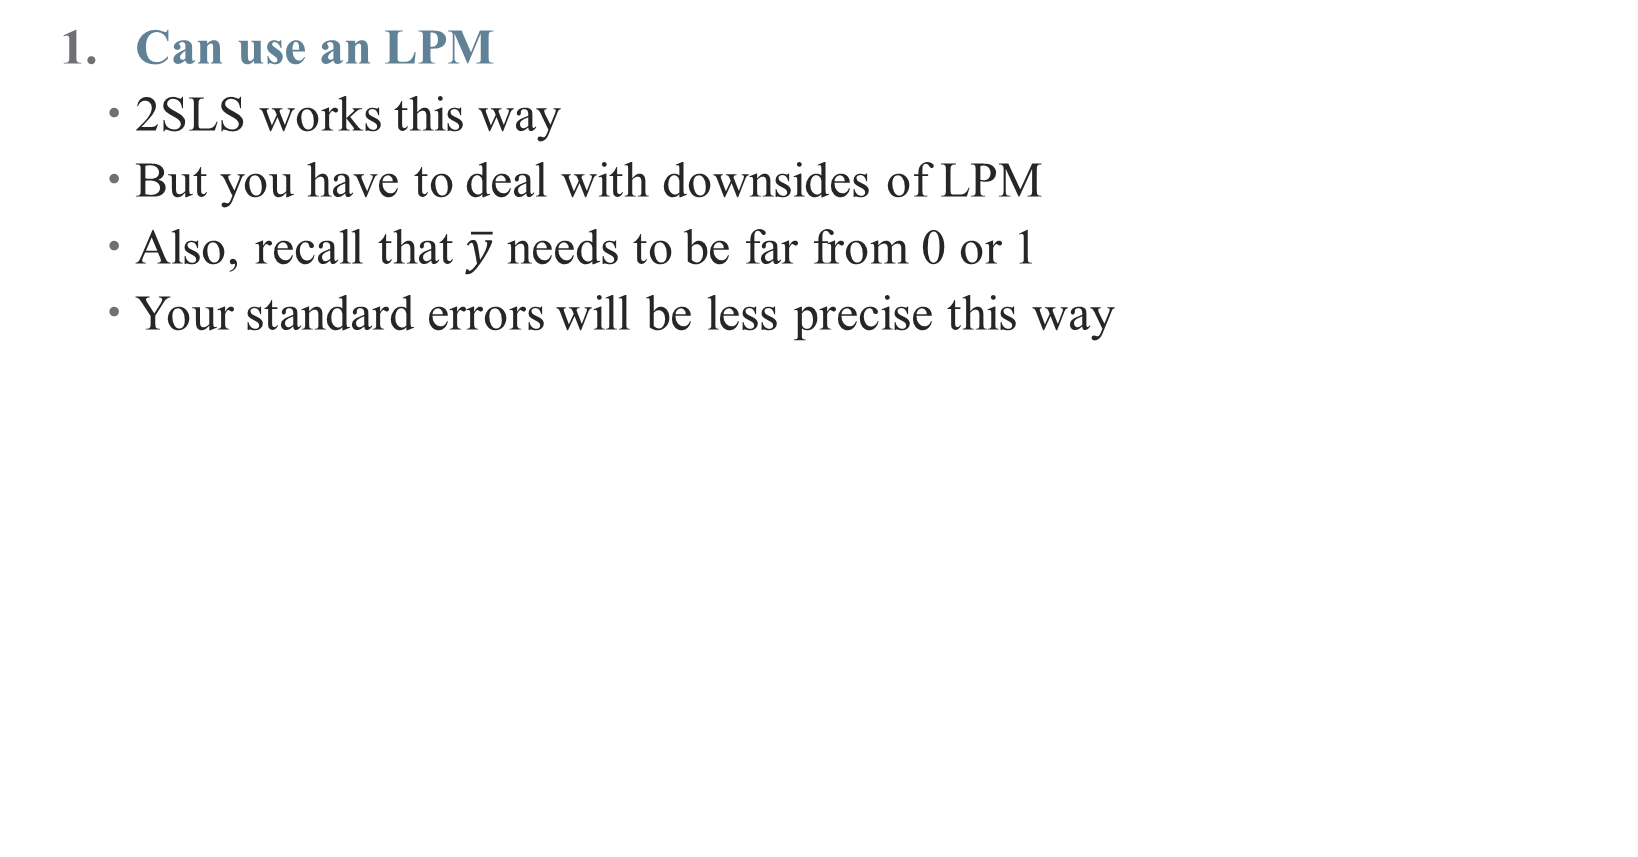 1. Can use an LPM
• 2SLS works this way
• But you have to deal with downsides of LPM
• Also, recall that ȳ needs to be far from 0 or 1
• Your standard errors will be less precise this way